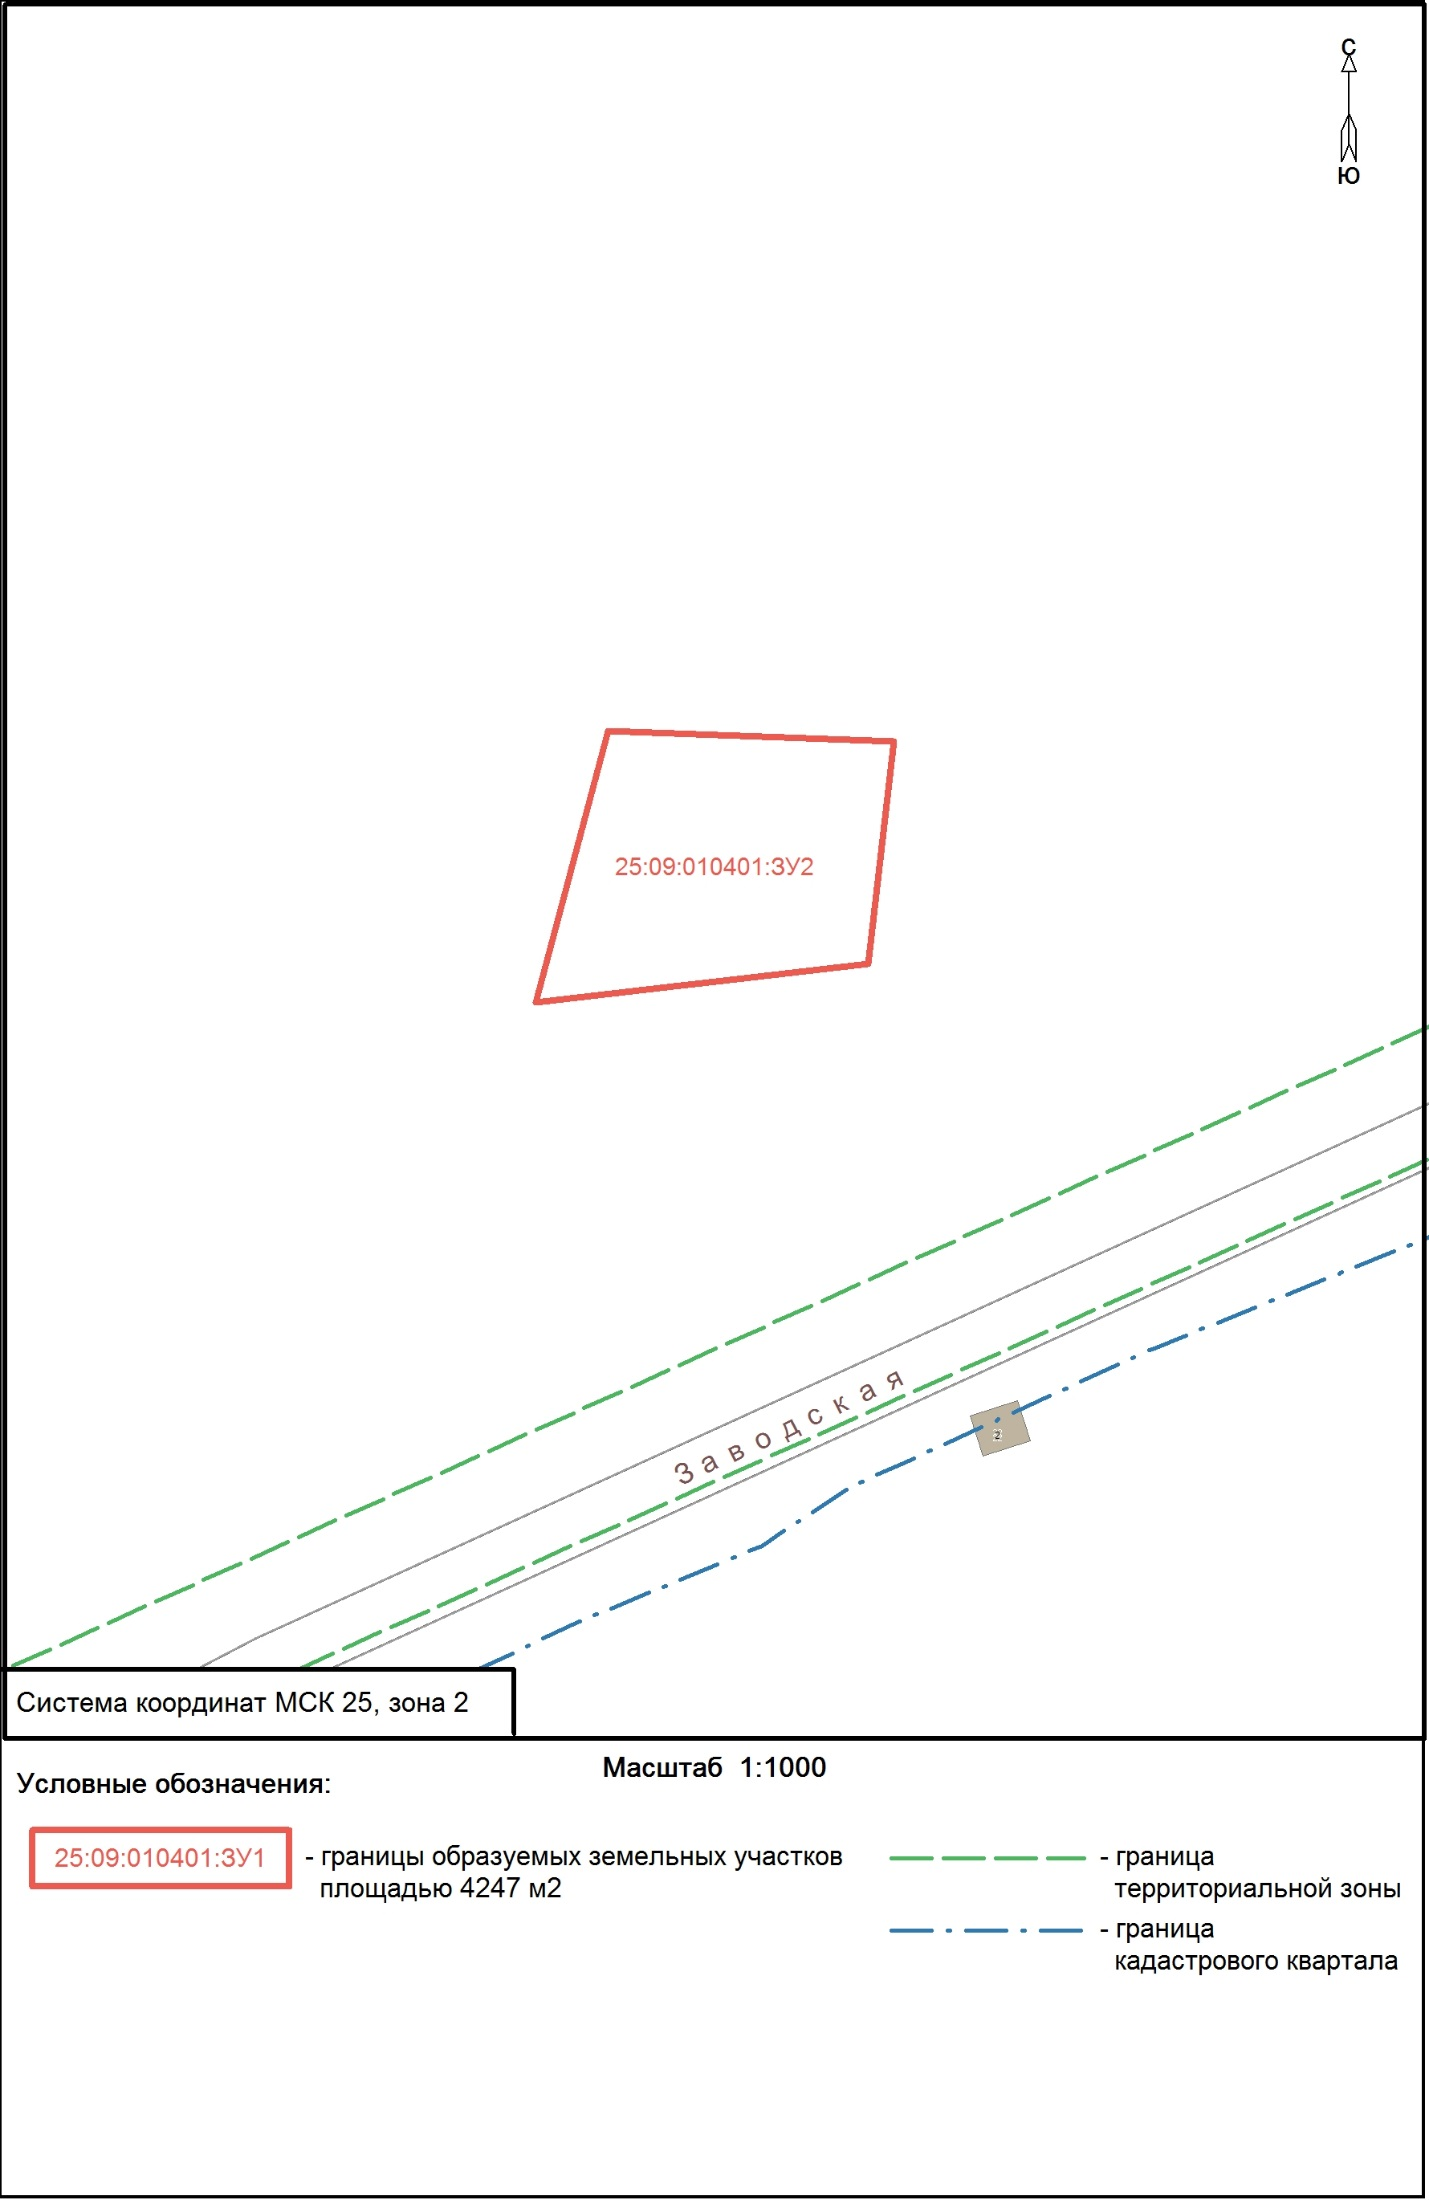 С
Ю
25:09:010401:ЗУ2
Заводская
2
Система координат МСК 25, зона 2
Масштаб 1:1000
Условные обозначения:
25:09:010401:ЗУ1
- границы образуемых земельных участков
площадью 4247 м2
- граница
территориальной зоны
- граница
кадастрового квартала